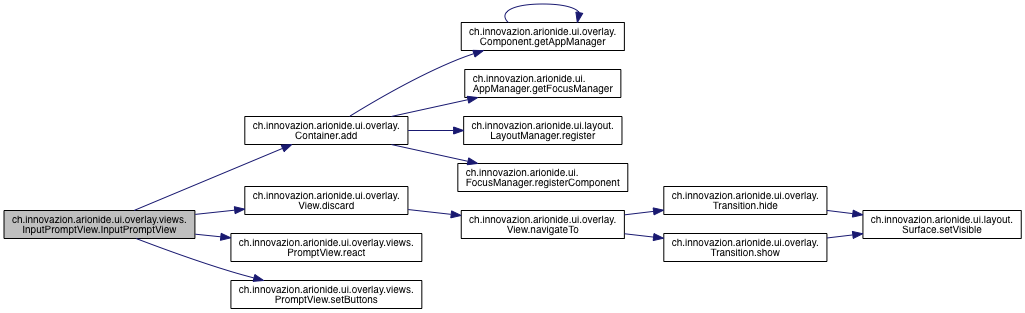 ch.innovazion.arionide.ui.overlay.
Component.getAppManager
ch.innovazion.arionide.ui.
AppManager.getFocusManager
ch.innovazion.arionide.ui.overlay.
Container.add
ch.innovazion.arionide.ui.layout.
LayoutManager.register
ch.innovazion.arionide.ui.
FocusManager.registerComponent
ch.innovazion.arionide.ui.overlay.
View.discard
ch.innovazion.arionide.ui.overlay.
Transition.hide
ch.innovazion.arionide.ui.overlay.views.
InputPromptView.InputPromptView
ch.innovazion.arionide.ui.overlay.
View.navigateTo
ch.innovazion.arionide.ui.layout.
Surface.setVisible
ch.innovazion.arionide.ui.overlay.views.
PromptView.react
ch.innovazion.arionide.ui.overlay.
Transition.show
ch.innovazion.arionide.ui.overlay.views.
PromptView.setButtons